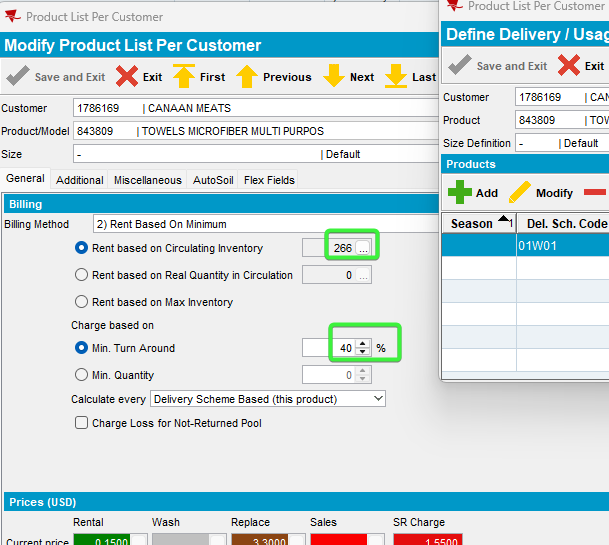 Product List Per Customer
Modify Product List Per Customer
Save and Exit Exit First Previous Next Last
Customer 1786169 | CANAAN MEATS
Product/Model 843809 | TOWELS MICROFIBER MULTI PURPOS
Size - | Default
General Additional Miscellaneous AutoSoil Flex Fields
Billing
Billing Method 2) Rent Based On Minimum
Rent based on Circulating Inventory 266 ...
Rent based on Real Quantity in Circulation 0 ...
Rent based on Max Inventory
Charge based on
Min. Turn Around 40 %
Min. Quantity 0
Calculate every Delivery Scheme Based (this product)
Charge Loss for Not-Returned Pool
Prices (USD)
Rental Wash Replace Sales SR Charge
Current price 0.1500 3.3000 1.5500
Product List Per Customer
Define Delivery / Usag
Save and Exit Exit
Customer 1786169 | CAN
Product 843809 | TOW
Size Definition - | Default
Products
Add Modify
Season 1 Del. Sch. Code
01W01